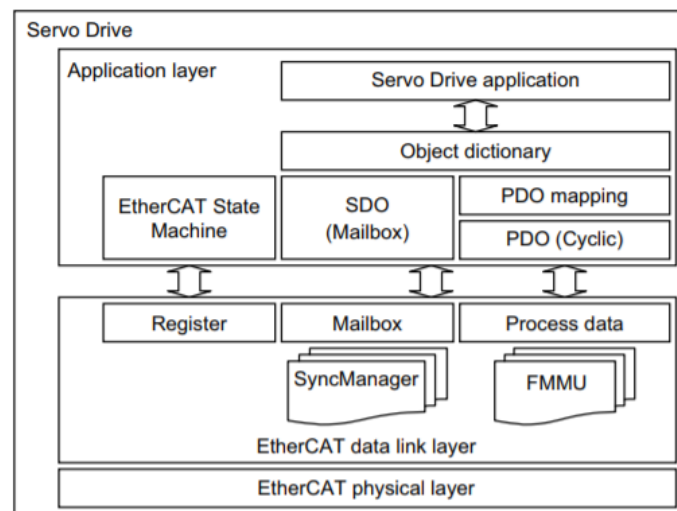 Servo Drive
Application layer
Servo Drive application
Object dictionary
EtherCAT State
Machine
SDO
(Mailbox)
PDO mapping
PDO (Cyclic)
Register
Mailbox
Process data
SyncManager
FMMU
EtherCAT data link layer
EtherCAT physical layer